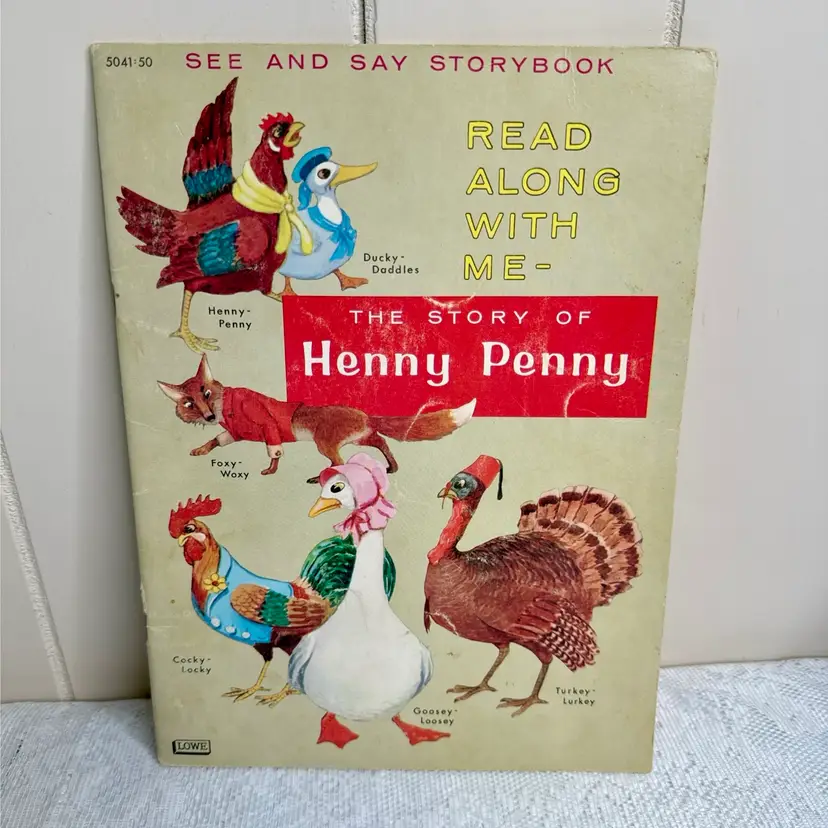 5041:50
SEE AND SAY STORYBOOK
READ
ALONG
WITH
ME-
Ducky-
Daddles
Henny-
Penny
THE STORY OF
Henny Penny
Foxy-
Woxy
Cocky-
Locky
Goosey-
Loosey
Turkey-
Lurkey
LOWE